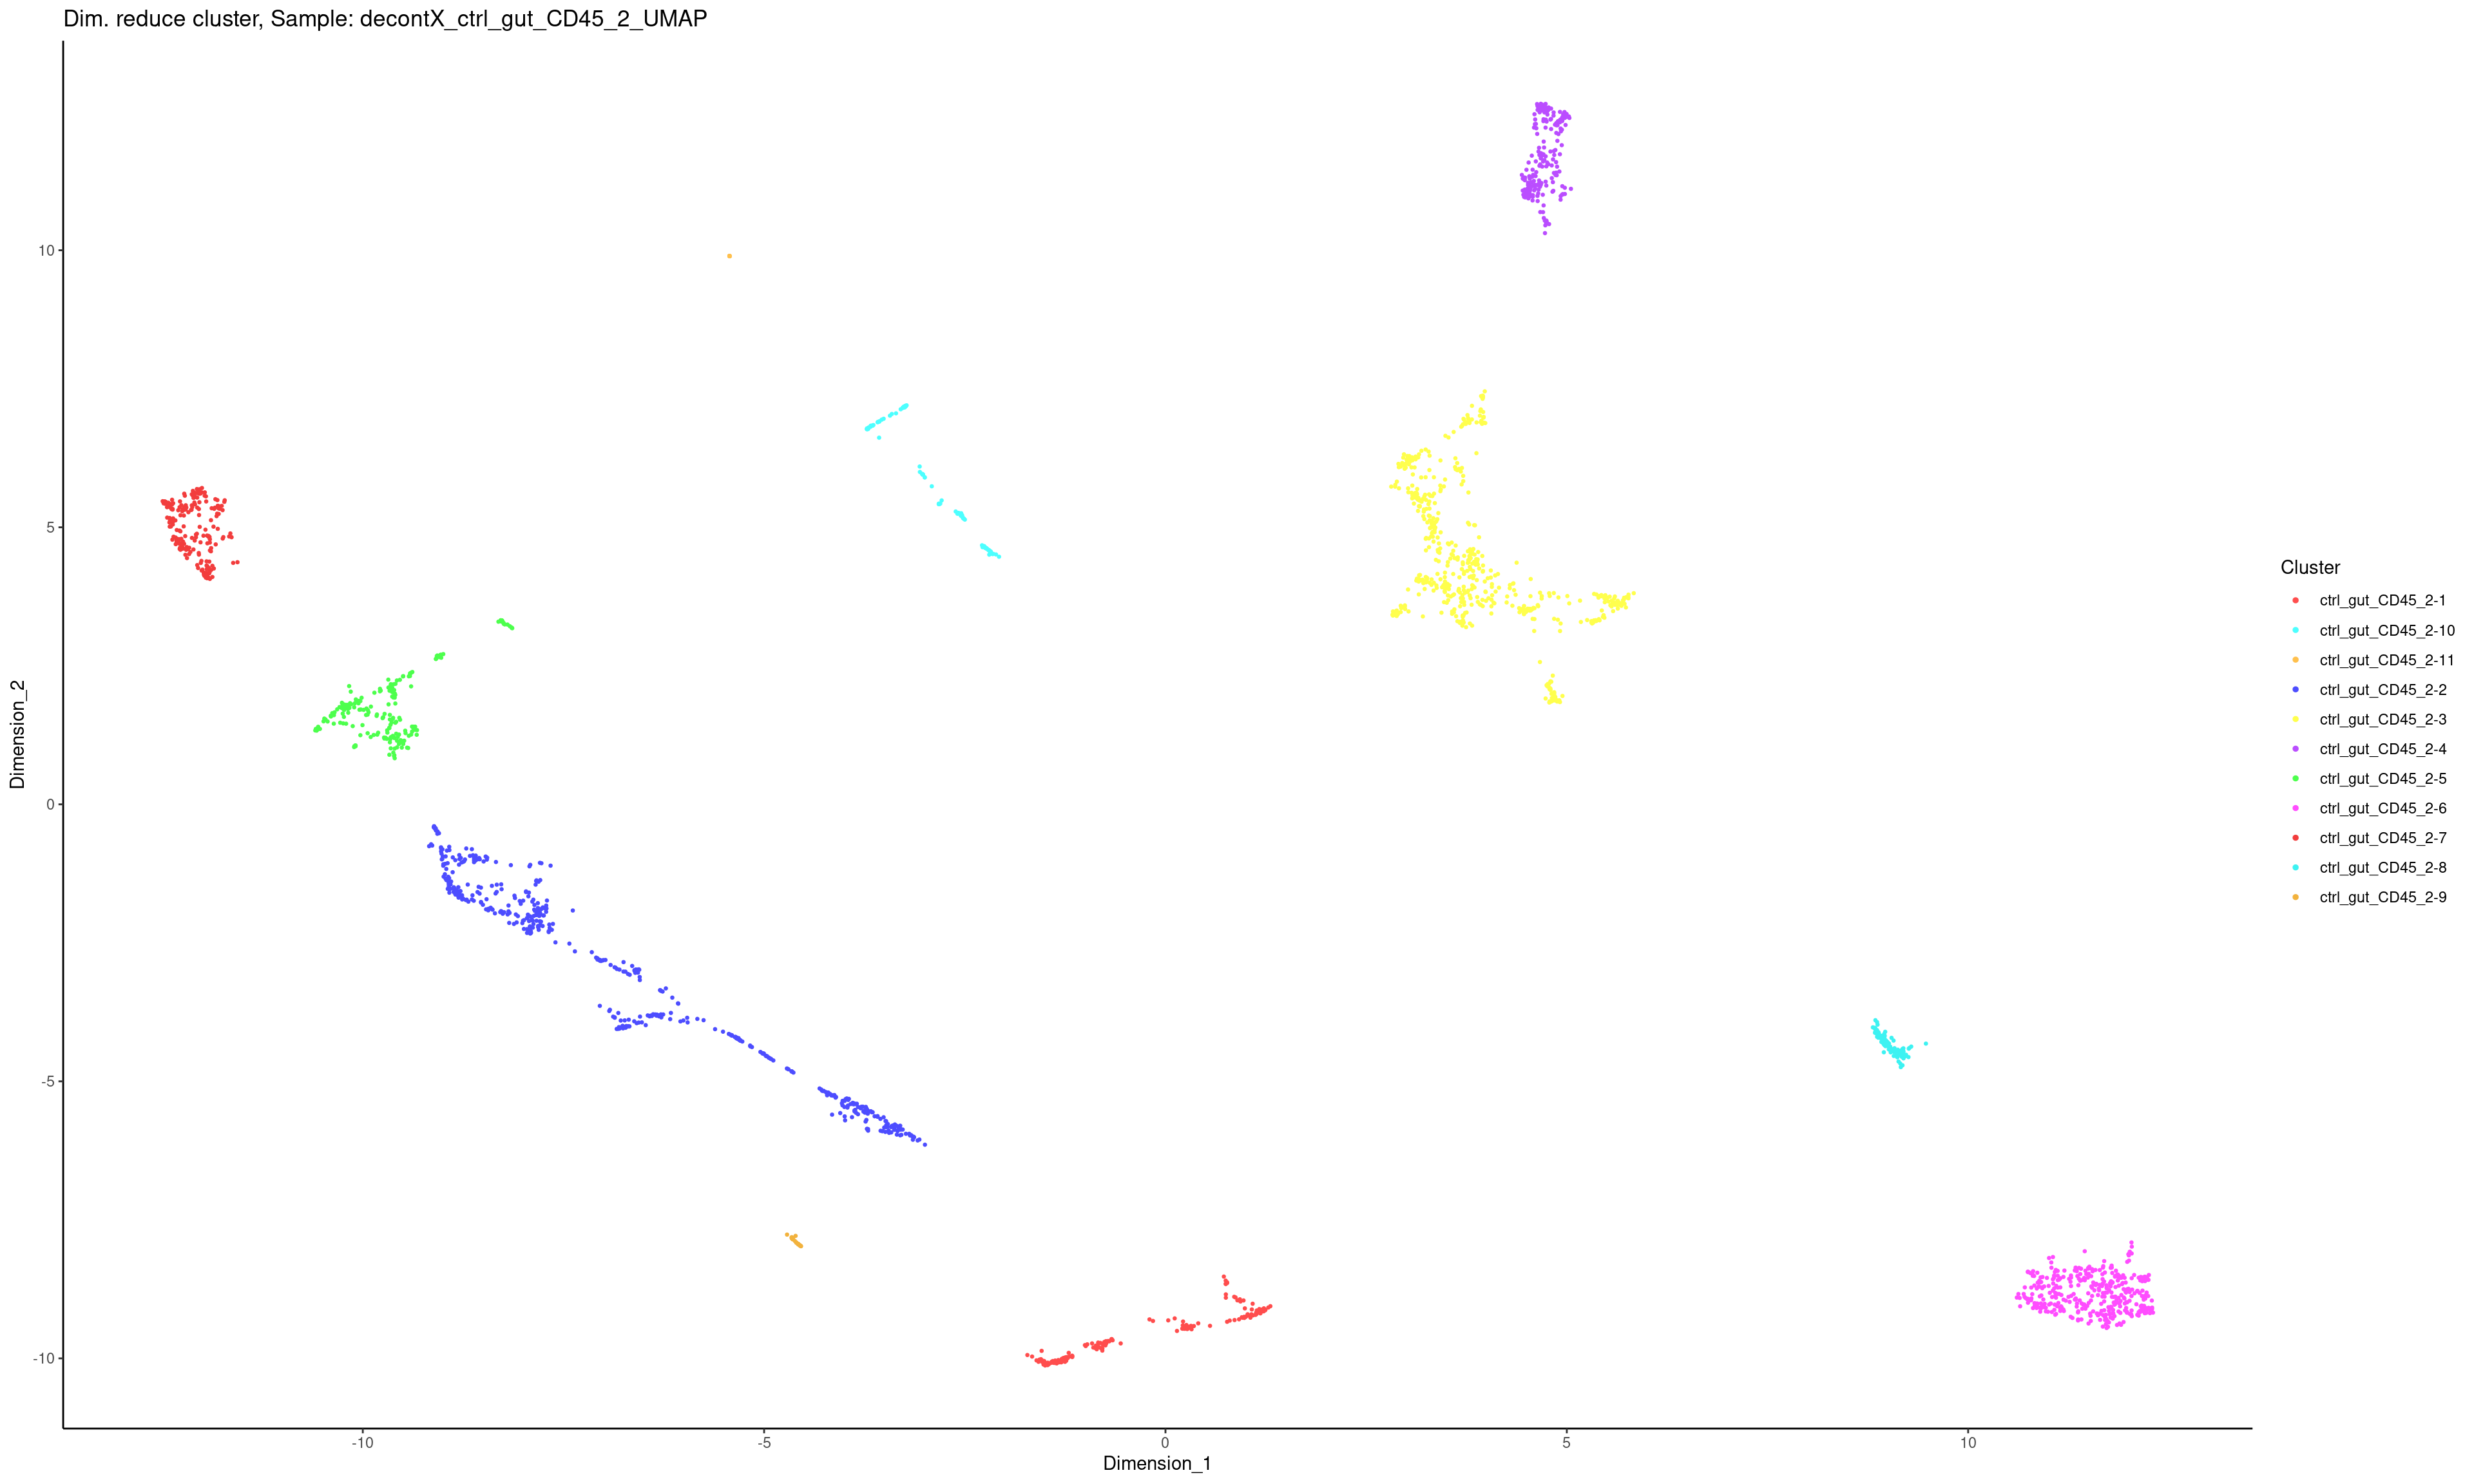 Dim. reduce cluster, Sample: decontX_ctrl_gut_CD45_2_UMAP
10
5
0
-5
-10
Dimension_2
-10
-5
0
5
10
Dimension_1
Cluster
ctrl_gut_CD45_2-1
ctrl_gut_CD45_2-10
ctrl_gut_CD45_2-11
ctrl_gut_CD45_2-2
ctrl_gut_CD45_2-3
ctrl_gut_CD45_2-4
ctrl_gut_CD45_2-5
ctrl_gut_CD45_2-6
ctrl_gut_CD45_2-7
ctrl_gut_CD45_2-8
ctrl_gut_CD45_2-9